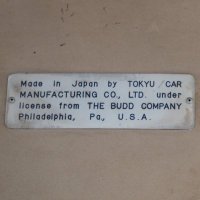 Made in Japan by TOKYU CAR
MANUFACTURING CO., LTD. under
license from THE BUDD COMPANY
Philadelphia, Pa., U.S.A.